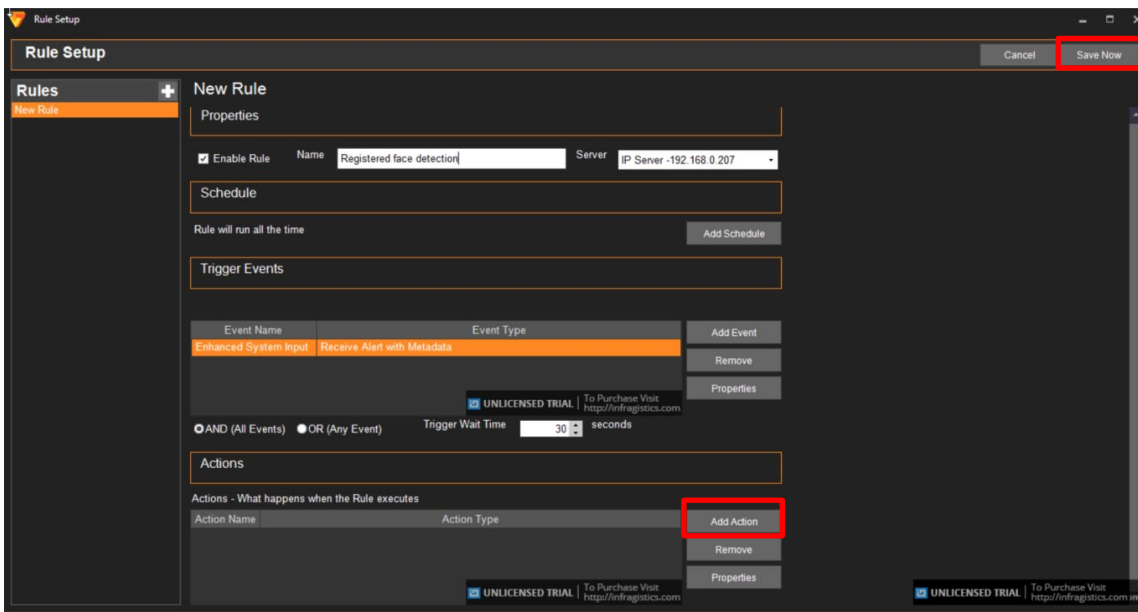 Rule Setup
Rule Setup
Cancel
Save Now
Rules
New Rule
New Rule
Properties
Enable Rule
Name
Registered face detection
Server
IP Server -192.168.0.207
Schedule
Rule will run all the time
Add Schedule
Trigger Events
Event Name
Event Type
Add Event
Enhanced System Input
Receive Alert with Metadata
Remove
Properties
UNLICENSED TRIAL
To Purchase Visit
http://infragistics.com
AND (All Events)
OR (Any Event)
Trigger Wait Time
30
seconds
Actions
Actions - What happens when the Rule executes
Action Name
Action Type
Add Action
Remove
Properties
UNLICENSED TRIAL
To Purchase Visit
http://infragistics.com
UNLICENSED TRIAL
To Purchase Visit
http://infragistics.com